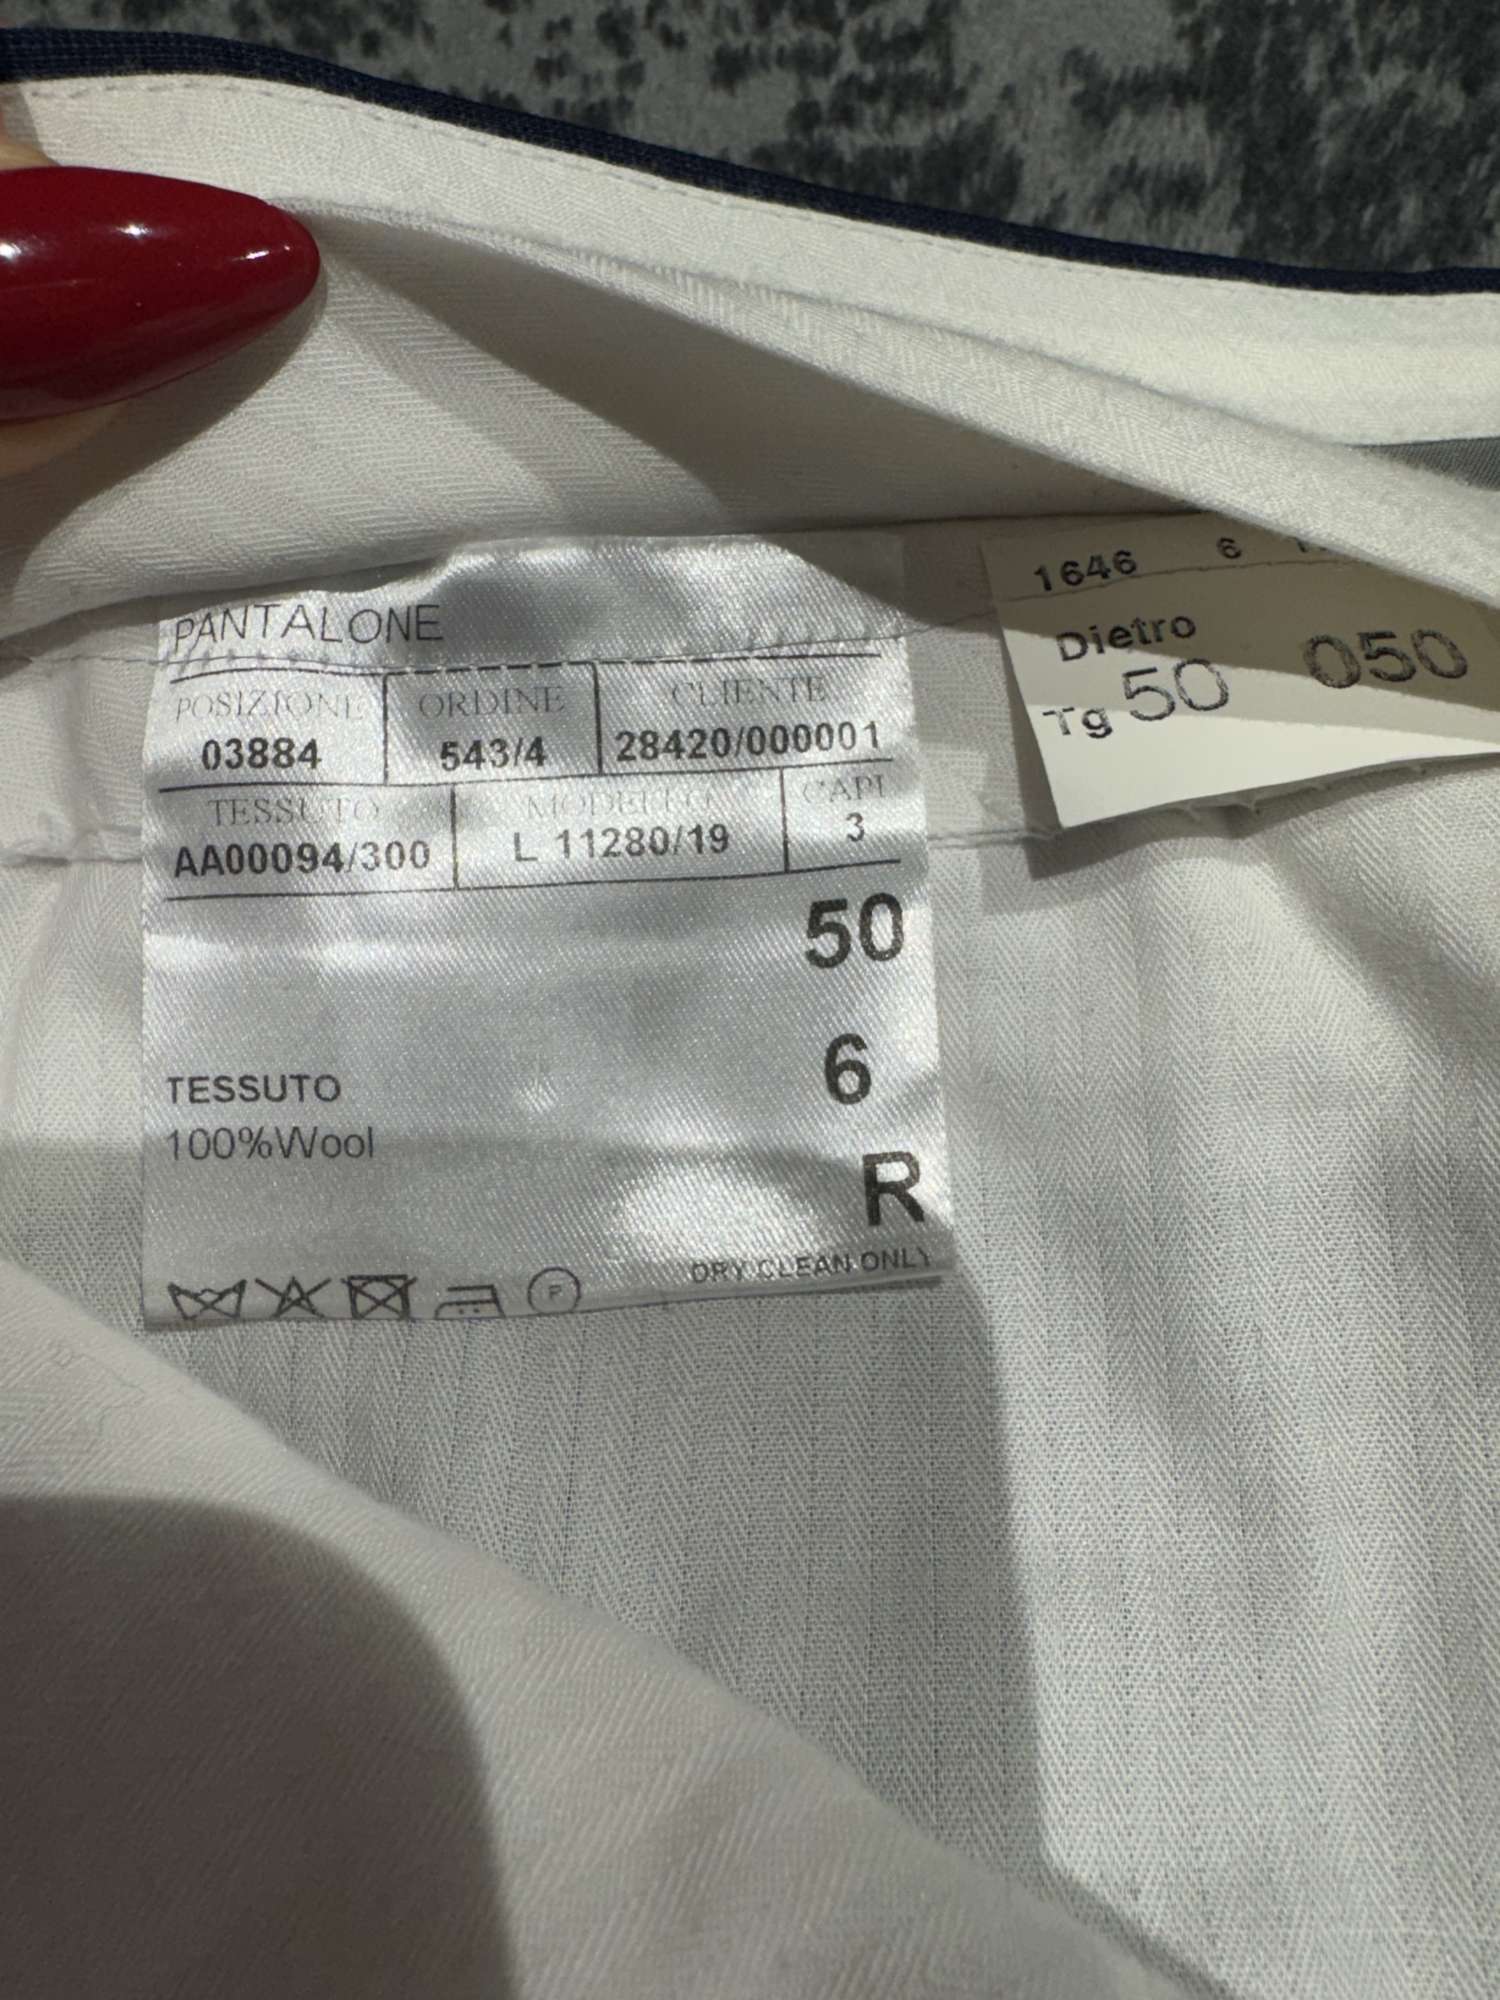 PANTALONE
POSIZIONE ORDINE CLIENTE
03884 543/4 28420/000001
TESSUTO MODELLO CAPI
AA00094/300 L 11280/19 3
50
6
R
TESSUTO
100%Wool
P
DRY CLEAN ONLY
1646 6
Dietro
Tg 50 050